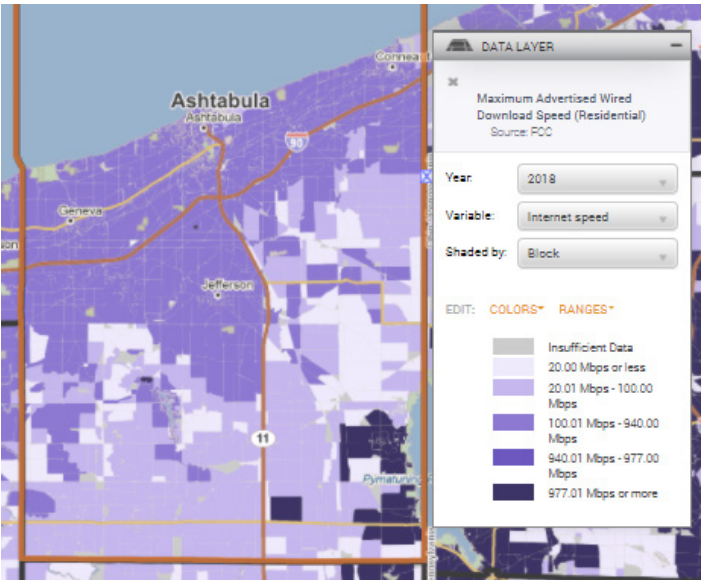 Conneaut
Ashtabula
Ashtabula
90
Geneva
Jefferson
11
Pymatuning
DATA LAYER
Maximum Advertised Wired
Download Speed (Residential)
Source: FCC
Year:
2018
Variable:
Internet speed
Shaded by:
Block
EDIT: COLORS RANGES
Insufficient Data
20.00 Mbps or less
20.01 Mbps - 100.00
Mbps
100.01 Mbps - 940.00
Mbps
940.01 Mbps - 977.00
Mbps
977.01 Mbps or more